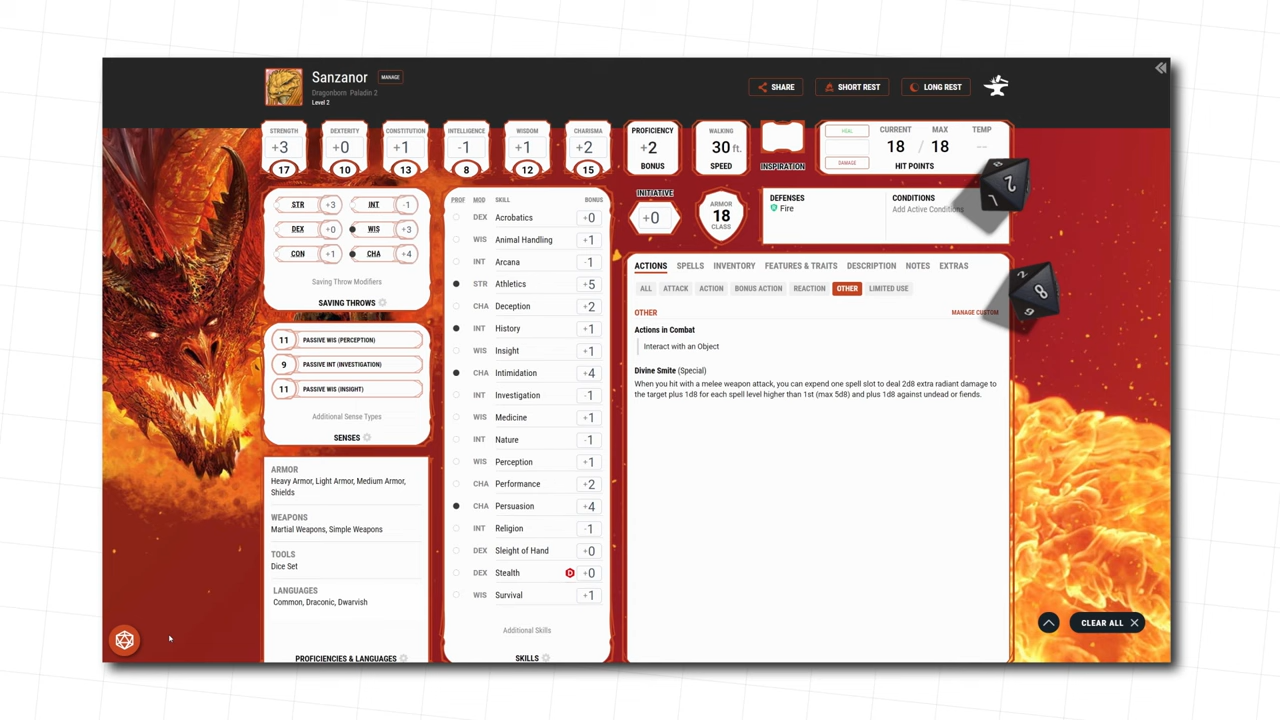 Sanzanor
MANAGE
Dragonborn Paladin 2
Level 2
SHARE
SHORT REST
LONG REST
STRENGTH
+3
17
DEXTERITY
+0
10
CONSTITUTION
+1
13
INTELLIGENCE
-1
8
WISDOM
+1
12
CHARISMA
+2
15
PROFICIENCY
+2
BONUS
WALKING
30 ft.
SPEED
INSPIRATION
HEAL
DAMAGE
CURRENT
MAX
TEMP
18 / 18 --
HIT POINTS
STR +3
INT -1
DEX +0
WIS +3
CON +1
CHA +4
Saving Throw Modifiers
SAVING THROWS
11 PASSIVE WIS (PERCEPTION)
9 PASSIVE INT (INVESTIGATION)
11 PASSIVE WIS (INSIGHT)
Additional Sense Types
SENSES
ARMOR
Heavy Armor, Light Armor, Medium Armor,
Shields
WEAPONS
Martial Weapons, Simple Weapons
TOOLS
Dice Set
LANGUAGES
Common, Draconic, Dwarvish
PROFICIENCIES & LANGUAGES
PROF MOD SKILL BONUS
DEX Acrobatics +0
WIS Animal Handling +1
INT Arcana -1
STR Athletics +5
CHA Deception +2
INT History +1
WIS Insight +1
CHA Intimidation +4
INT Investigation -1
WIS Medicine +1
INT Nature -1
WIS Perception +1
CHA Performance +2
CHA Persuasion +4
INT Religion -1
DEX Sleight of Hand +0
DEX Stealth D +0
WIS Survival +1
Additional Skills
SKILLS
INITIATIVE
+0
ARMOR
18
CLASS
DEFENSES
Fire
CONDITIONS
Add Active Conditions
ACTIONS SPELLS INVENTORY FEATURES & TRAITS DESCRIPTION NOTES EXTRAS
ALL ATTACK ACTION BONUS ACTION REACTION OTHER LIMITED USE
OTHER
MANAGE CUSTOM
Actions in Combat
Interact with an Object
Divine Smite (Special)
When you hit with a melee weapon attack, you can expend one spell slot to deal 2d8 extra radiant damage to
the target plus 1d8 for each spell level higher than 1st (max 5d8) and plus 1d8 against undead or fiends.
2
8
CLEAR ALL